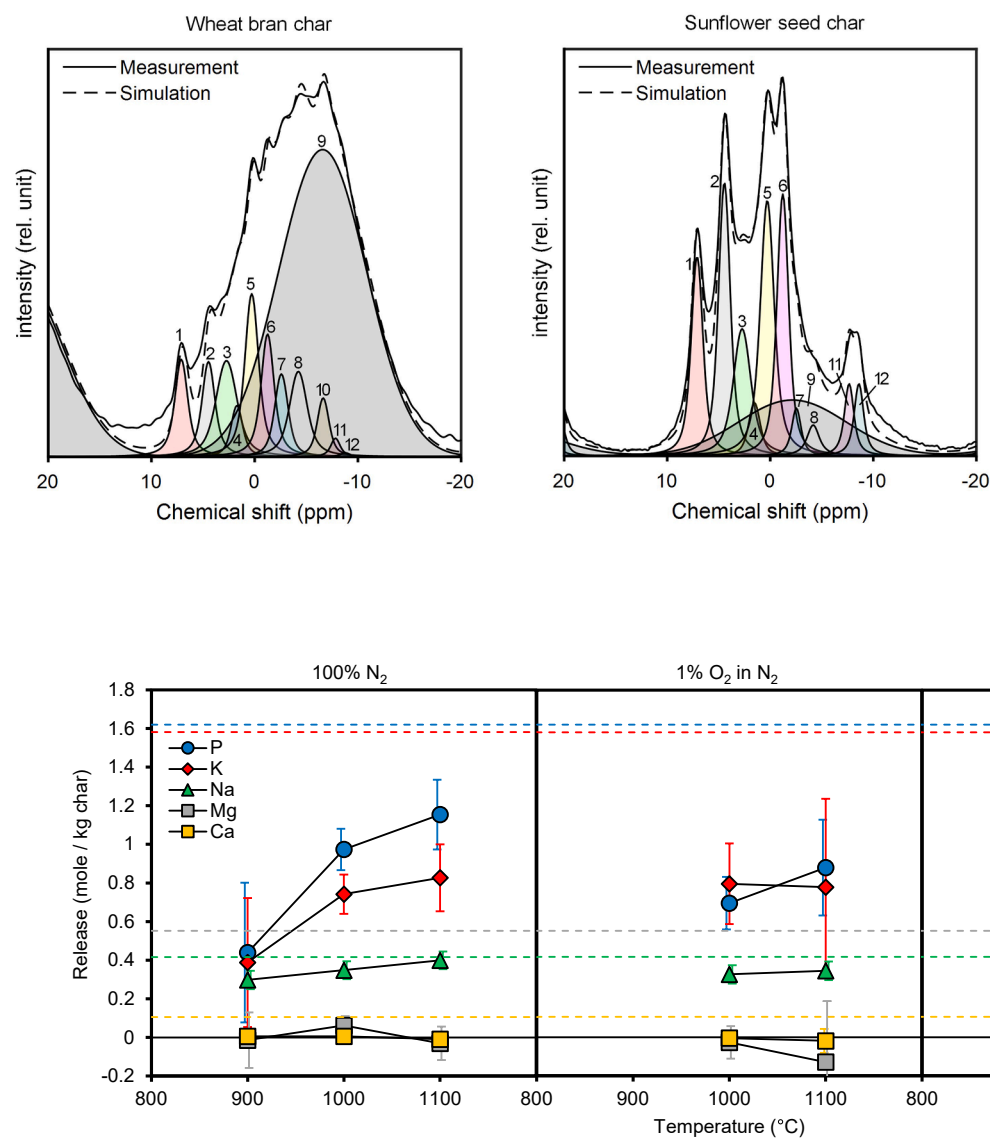 Wheat bran char
Measurement
Simulation
1
2
3
4
5
6
7
8
9
10
11
12
intensity (rel. unit)
20 10 0 -10 -20
Chemical shift (ppm)
Sunflower seed char
Measurement
Simulation
1
2
3
4
5
6
7
8
9
11
12
intensity (rel. unit)
20 10 0 -10 -20
Chemical shift (ppm)
100% N2
1% O2 in N2
1.8
1.6
1.4
1.2
1
0.8
0.6
0.4
0.2
0
-0.2
Release (mole / kg char)
P
K
Na
Mg
Ca
800 900 1000 1100 800 900 1000 1100 800
Temperature (°C)